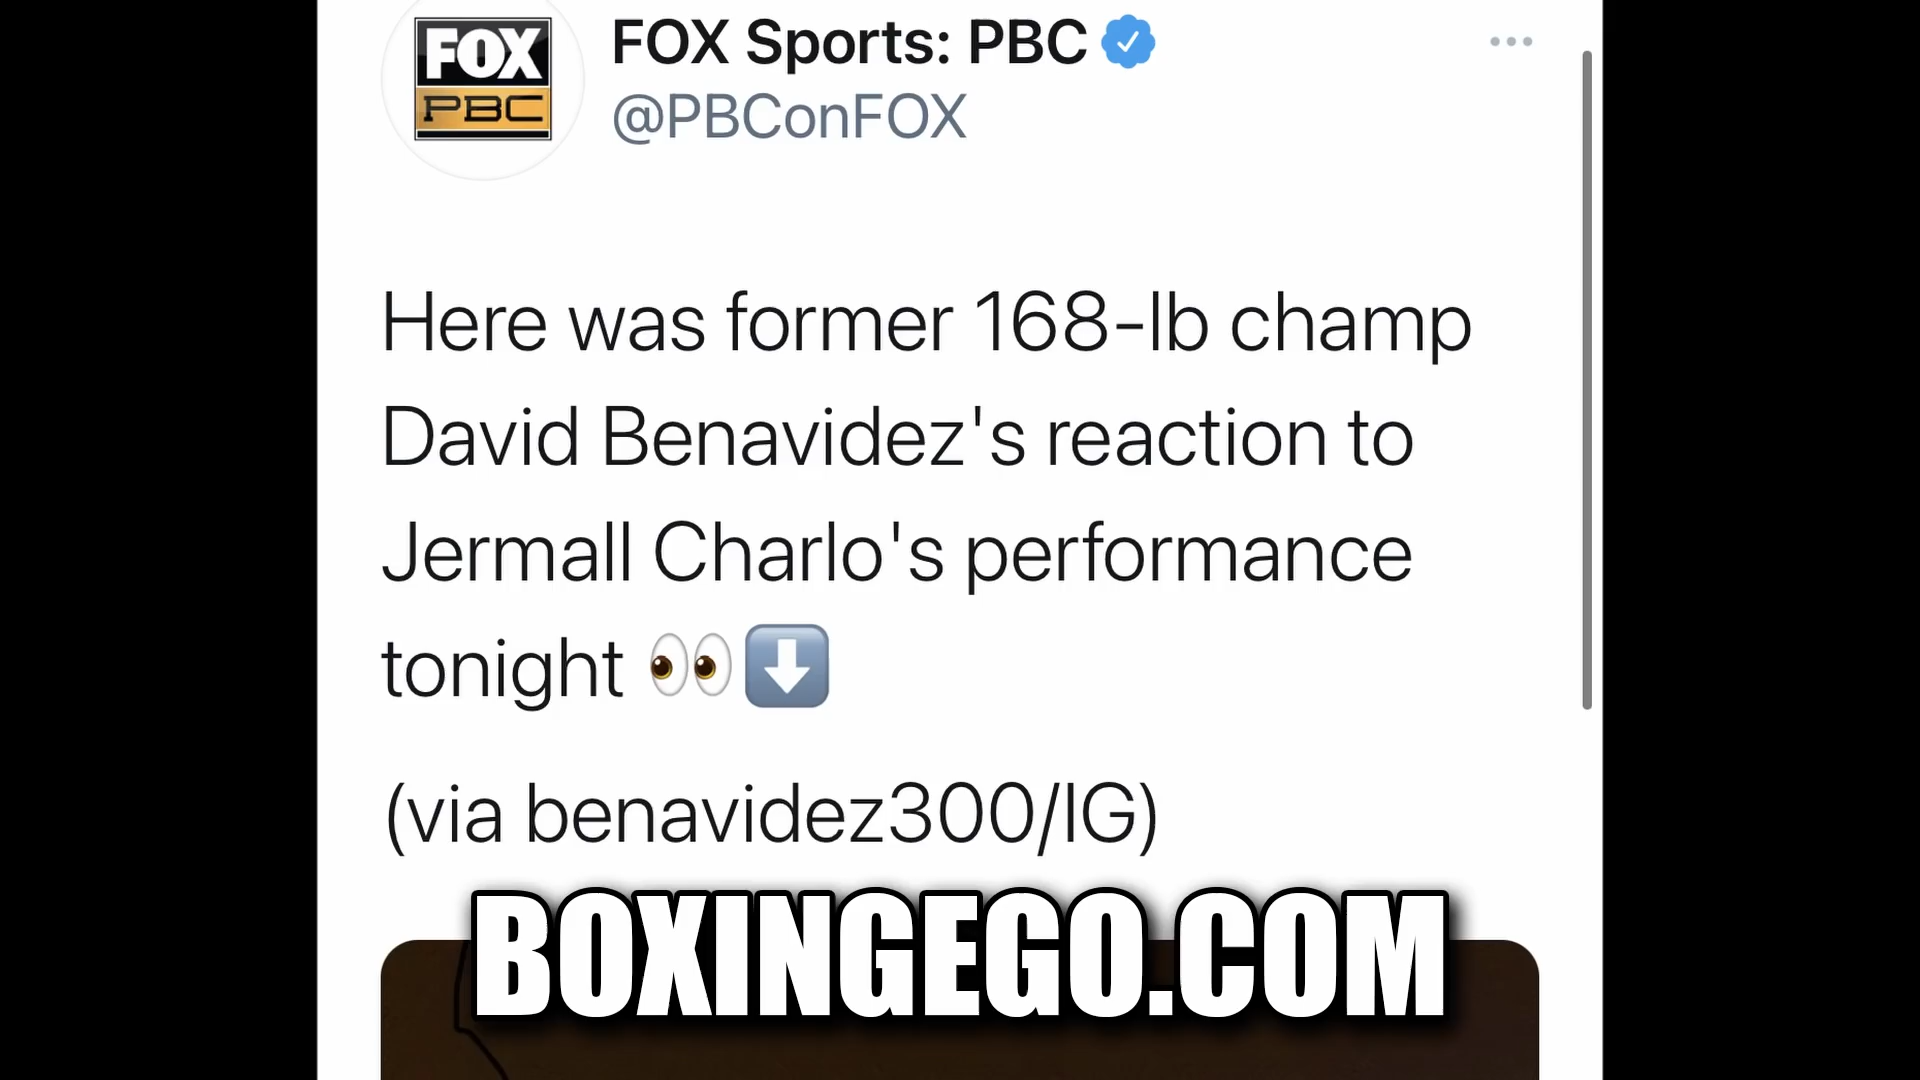 FOX
PBC
FOX Sports: PBC
@PBConFOX
Here was former 168-lb champ
David Benavidez's reaction to
Jermall Charlo's performance
tonight 👀⬇️
(via benavidez300/IG)
BOXINGEGO.COM